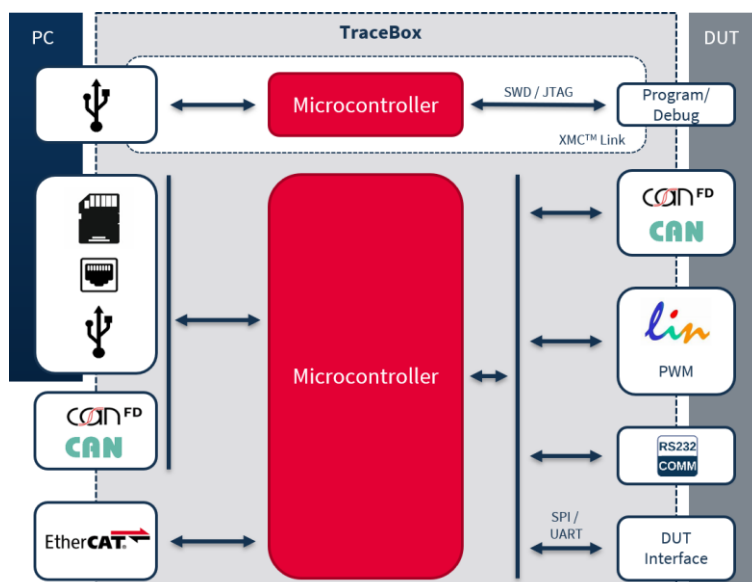 PC
TraceBox
DUT
Microcontroller
SWD / JTAG
Program/
Debug
XMC™ Link
CAN FD
CAN
Microcontroller
lin
PWM
CAN FD
CAN
RS232
COMM
EtherCAT®
SPI /
UART
DUT
Interface